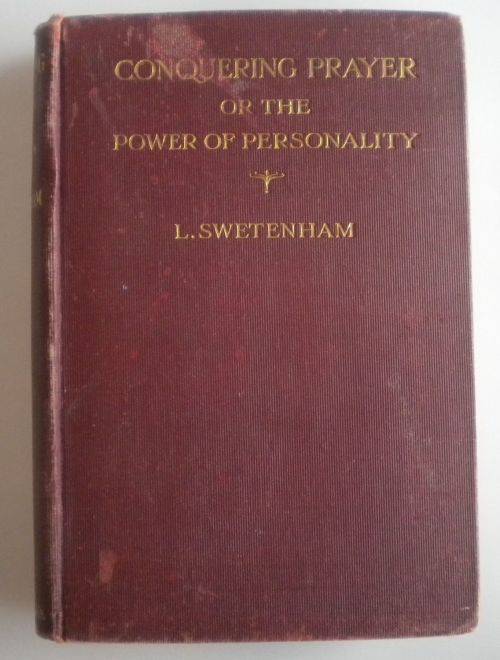 CONQUERING PRAYER
OR THE
POWER OF PERSONALITY
L. SWETENHAM